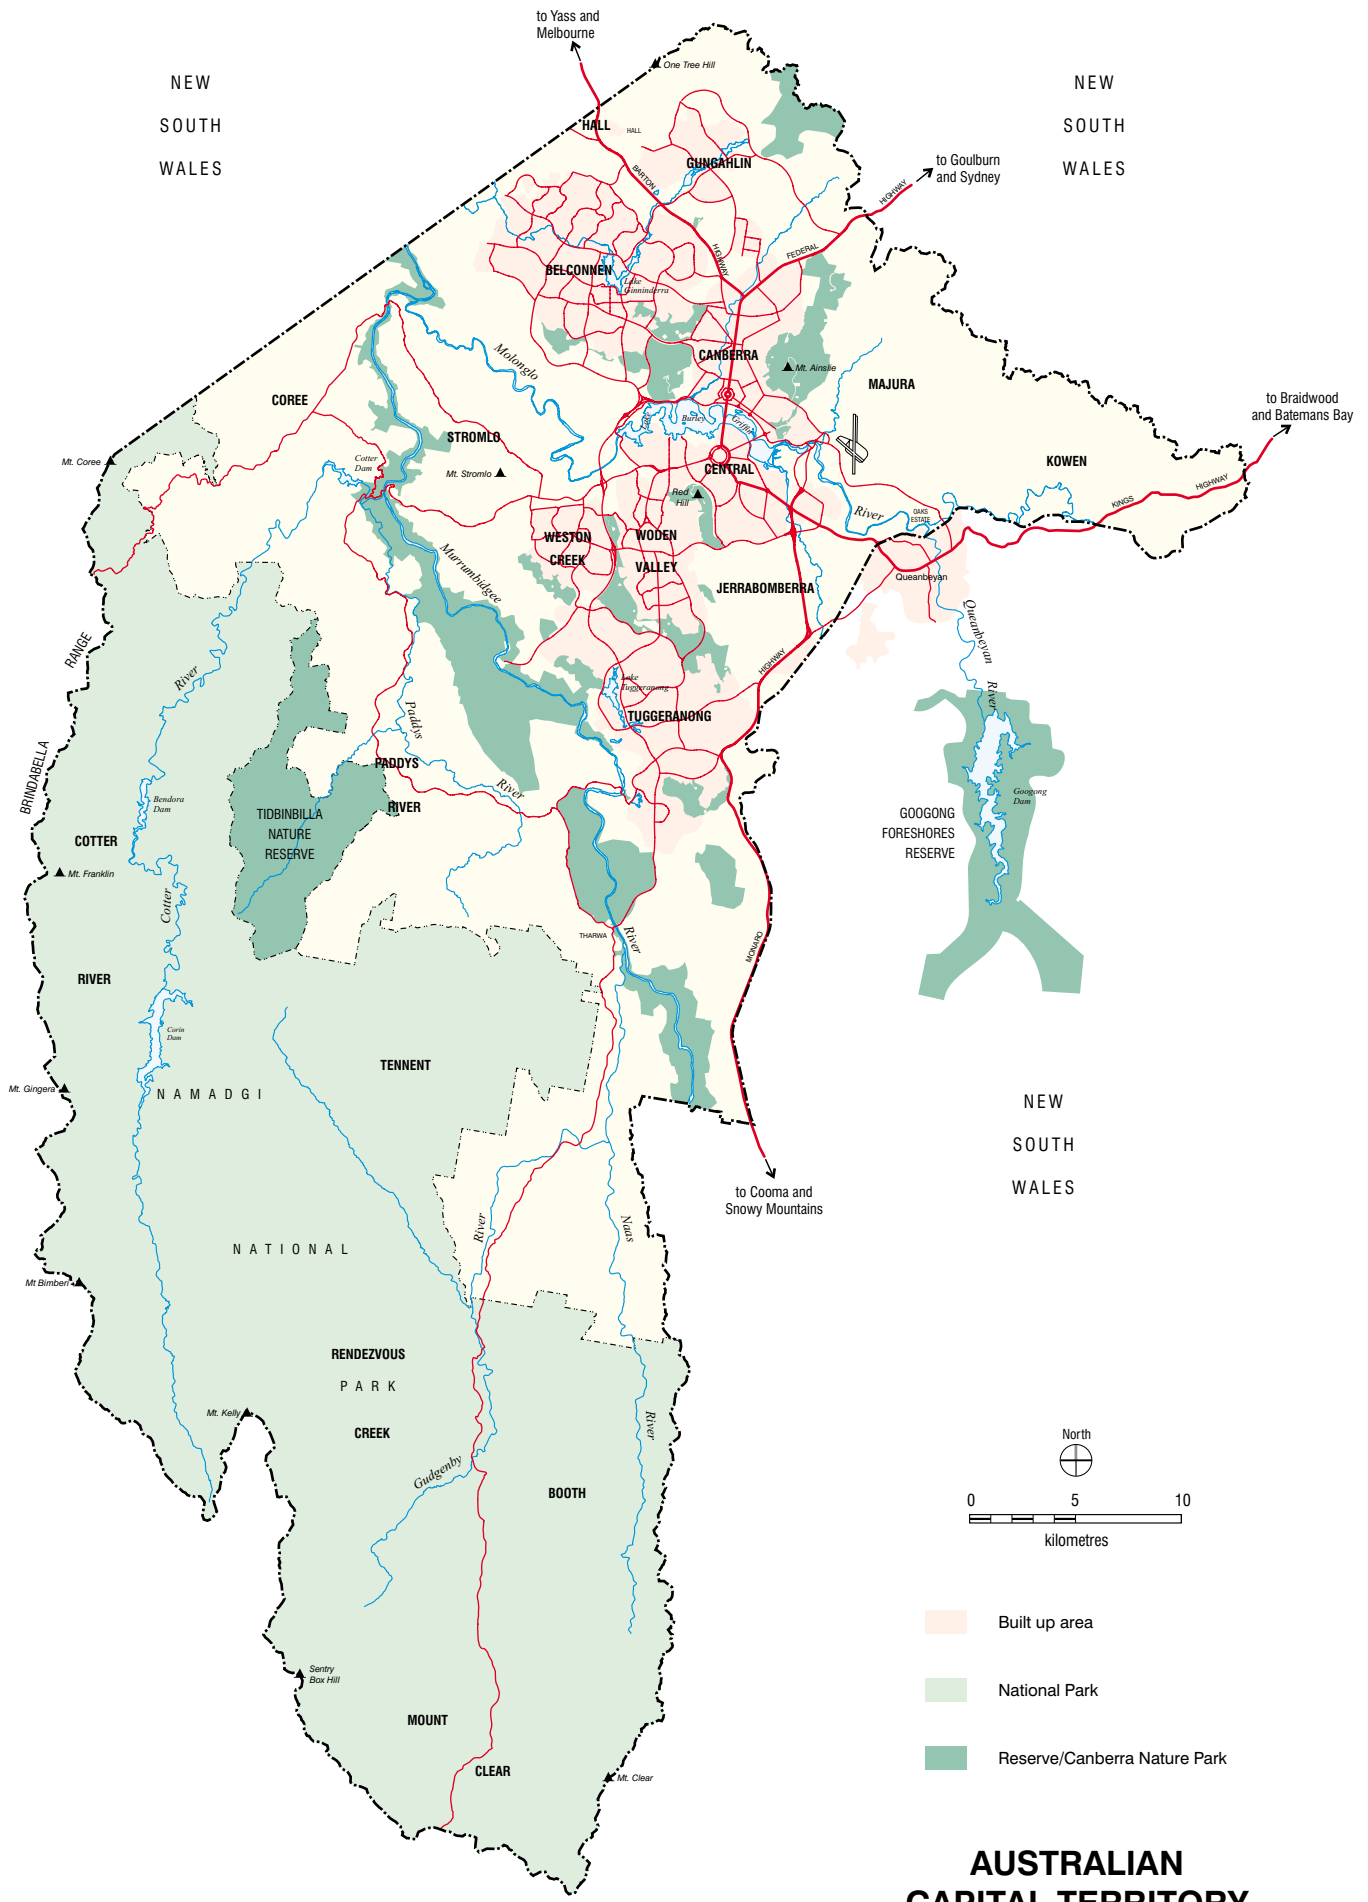 to Yass and
Melbourne
One Tree Hill
NEW
SOUTH
WALES
NEW
SOUTH
WALES
HALL
HALL
GUNGAHLIN
BARTON
HIGHWAY
to Goulburn
and Sydney
HIGHWAY
FEDERAL
BELCONNEN
Lake
Ginninderra
Molonglo
CANBERRA
Mt. Ainslie
MAJURA
COREE
to Braidwood
and Batemans Bay
Lake
Burley
Griffin
STROMLO
Mt. Coree
Cotter
Dam
Mt. Stromlo
CENTRAL
KOWEN
Red
Hill
River
OAKS
ESTATE
KINGS
HIGHWAY
WESTON
CREEK
WODEN
VALLEY
Murrumbidgee
JERRABOMBERRA
Queanbeyan
Queanbeyan
River
RANGE
River
HIGHWAY
Lake
Tuggeranong
TUGGERANONG
Paddys
BRINDABELLA
PADDYS
RIVER
River
Bendora
Dam
TIDBINBILLA
NATURE
RESERVE
Googong
Dam
GOOGONG
FORESHORES
RESERVE
COTTER
Mt. Franklin
Cotter
THARWA
River
MONARO
RIVER
Corin
Dam
TENNENT
Mt. Gingera
NAMADGI
NEW
SOUTH
WALES
to Cooma and
Snowy Mountains
River
Naas
NATIONAL
Mt Bimberi
RENDEZVOUS
PARK
Mt. Kelly
CREEK
River
North
Gudgenby
BOOTH
0 5 10
kilometres
Built up area
Sentry
Box Hill
National Park
MOUNT
Reserve/Canberra Nature Park
CLEAR
Mt. Clear
AUSTRALIAN
CAPITAL TERRITORY